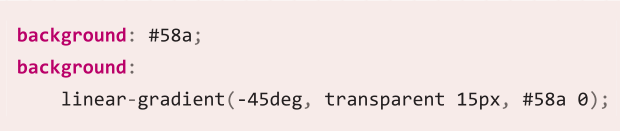 background: #58a;
background:
linear-gradient(-45deg, transparent 15px, #58a 0);